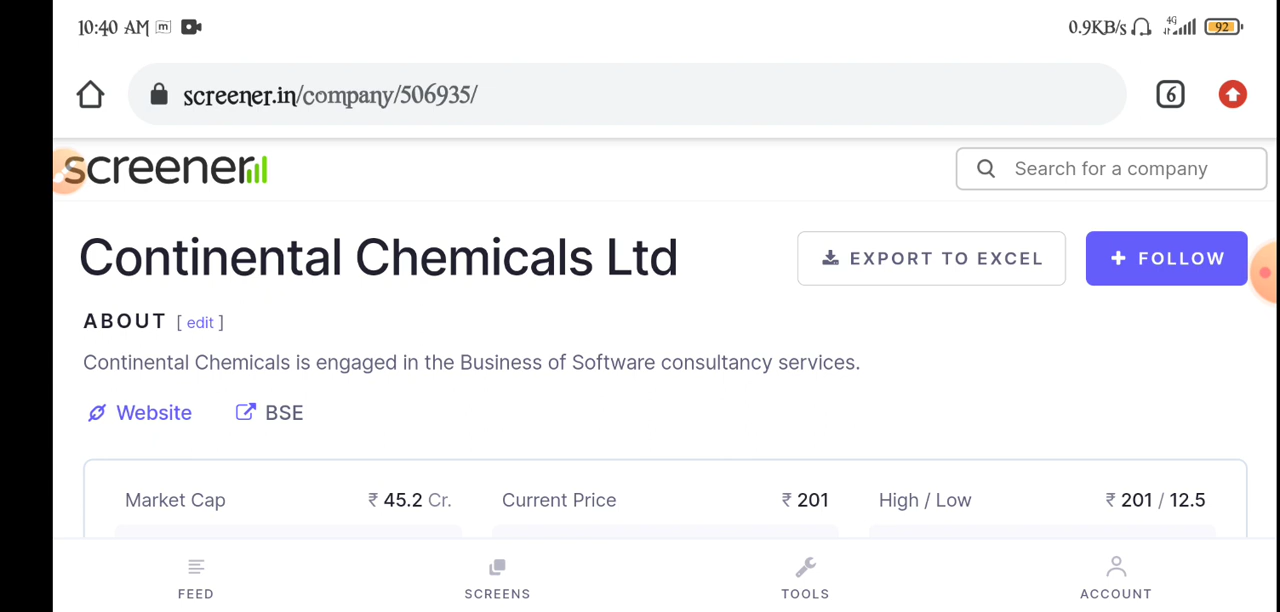 10:40 AM m 0.9KB/s 4G 92
screener.in/company/506935/ 6
screener Search for a company
Continental Chemicals Ltd EXPORT TO EXCEL + FOLLOW
ABOUT [ edit ]
Continental Chemicals is engaged in the Business of Software consultancy services.
Website BSE
Market Cap ₹ 45.2 Cr. Current Price ₹ 201 High / Low ₹ 201 / 12.5
FEED SCREENS TOOLS ACCOUNT